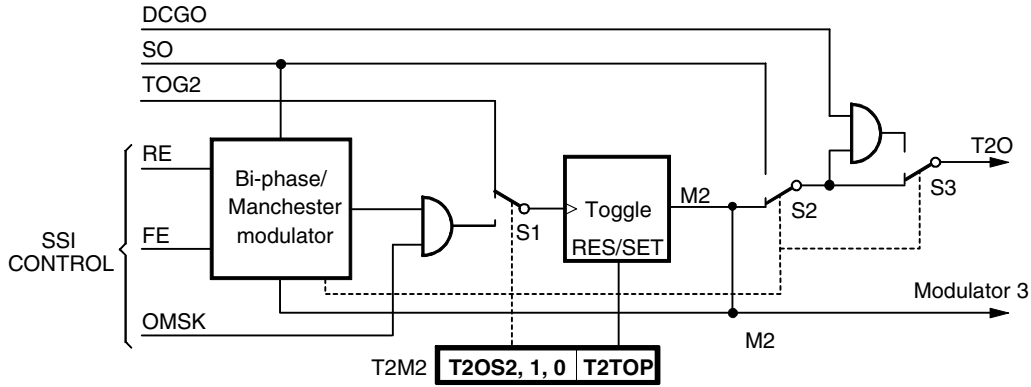 DCGO
SO
TOG2
RE
FE
SSI
CONTROL
OMSK
Bi-phase/
Manchester
modulator
S1
Toggle
RES/SET
M2
S2
S3
T2O
Modulator 3
M2
T2M2
T2OS2, 1, 0
T2TOP